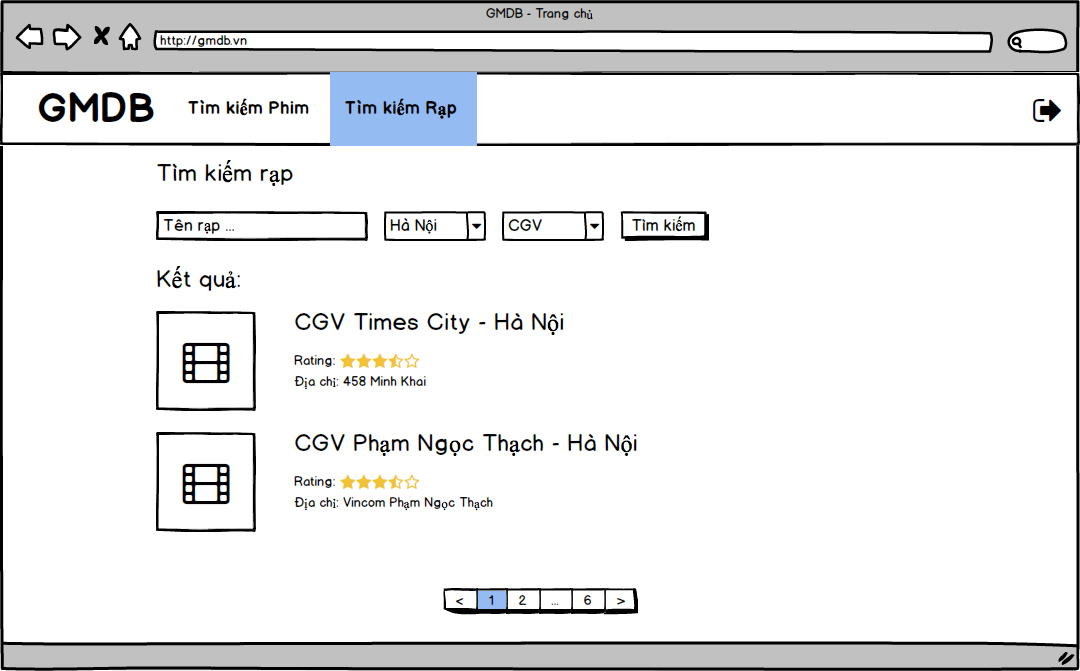 GMDB - Trang chủ
http://gmdb.vn
GMDB Tìm kiếm Phim Tìm kiếm Rạp
Tìm kiếm rạp
Tên rạp ... Hà Nội CGV Tìm kiếm
Kết quả:
CGV Times City - Hà Nội
Rating:
Địa chỉ: 458 Minh Khai
CGV Phạm Ngọc Thạch - Hà Nội
Rating:
Địa chỉ: Vincom Phạm Ngọc Thạch
< 1 2 ... 6 >